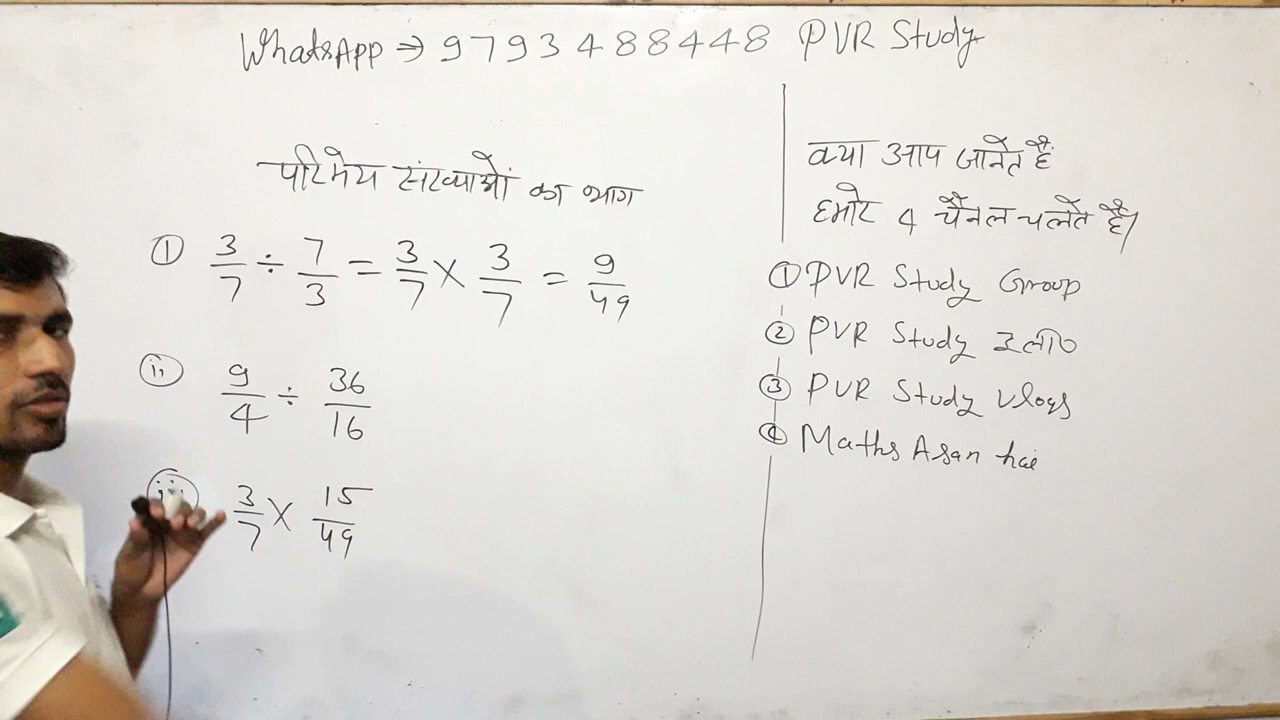 WhatsApp ⇒ 9793488448 PVR Study
परिमेय संख्याओं का भाग
① 3/7 ÷ 7/3 = 3/7 × 3/7 = 9/49
ii 9/4 ÷ 36/16
iii 3/7 × 15/49
क्या आप जानते हैं
हमारे 4 चैनल चलते हैं।
① PVR Study Group
② PVR Study
③ PVR Study Vlogs
④ Maths Asan hai